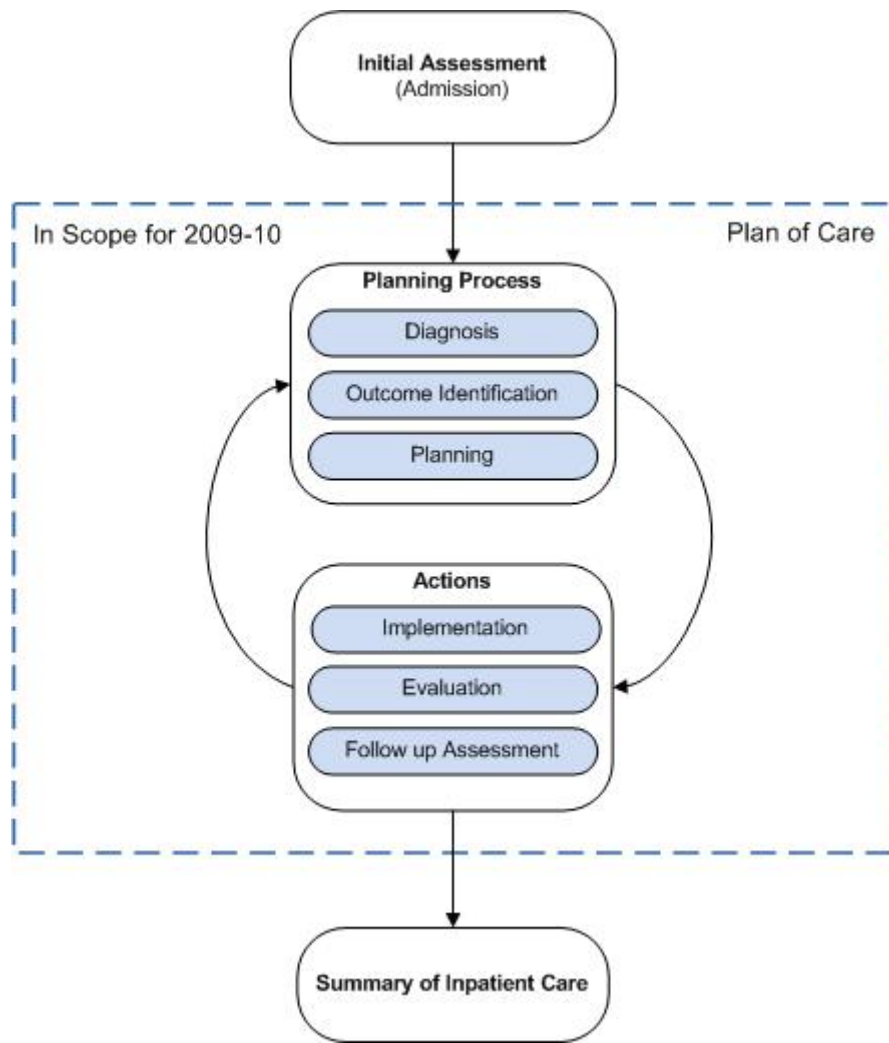 Initial Assessment
(Admission)
In Scope for 2009-10
Plan of Care
Planning Process
Diagnosis
Outcome Identification
Planning
Actions
Implementation
Evaluation
Follow up Assessment
Summary of Inpatient Care